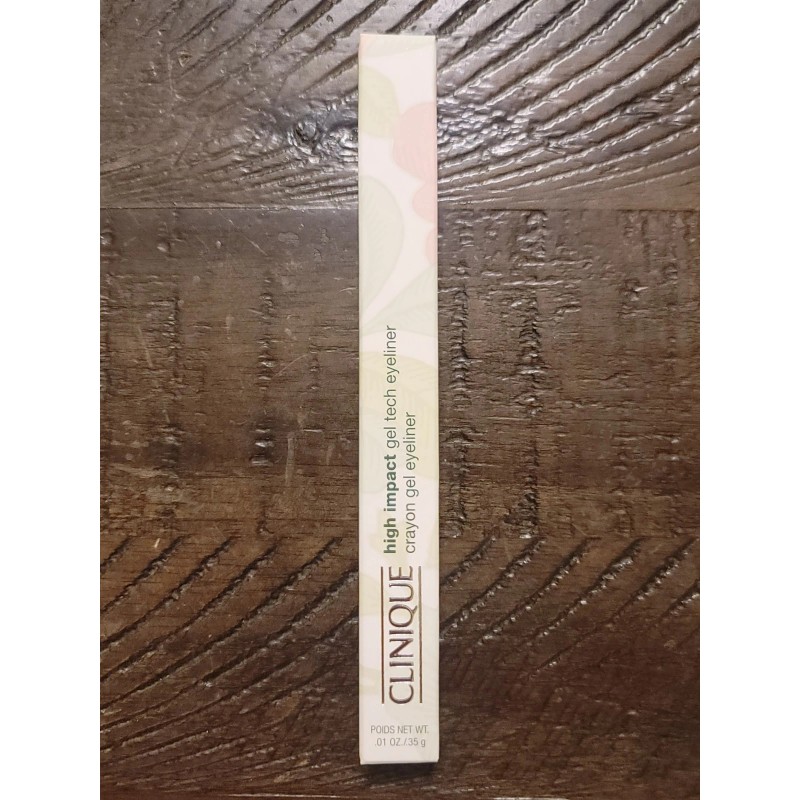 CLINIQUE
high impact gel tech eyeliner
crayon gel eyeliner
POIDS NET WT.
.01 OZ./.35 g